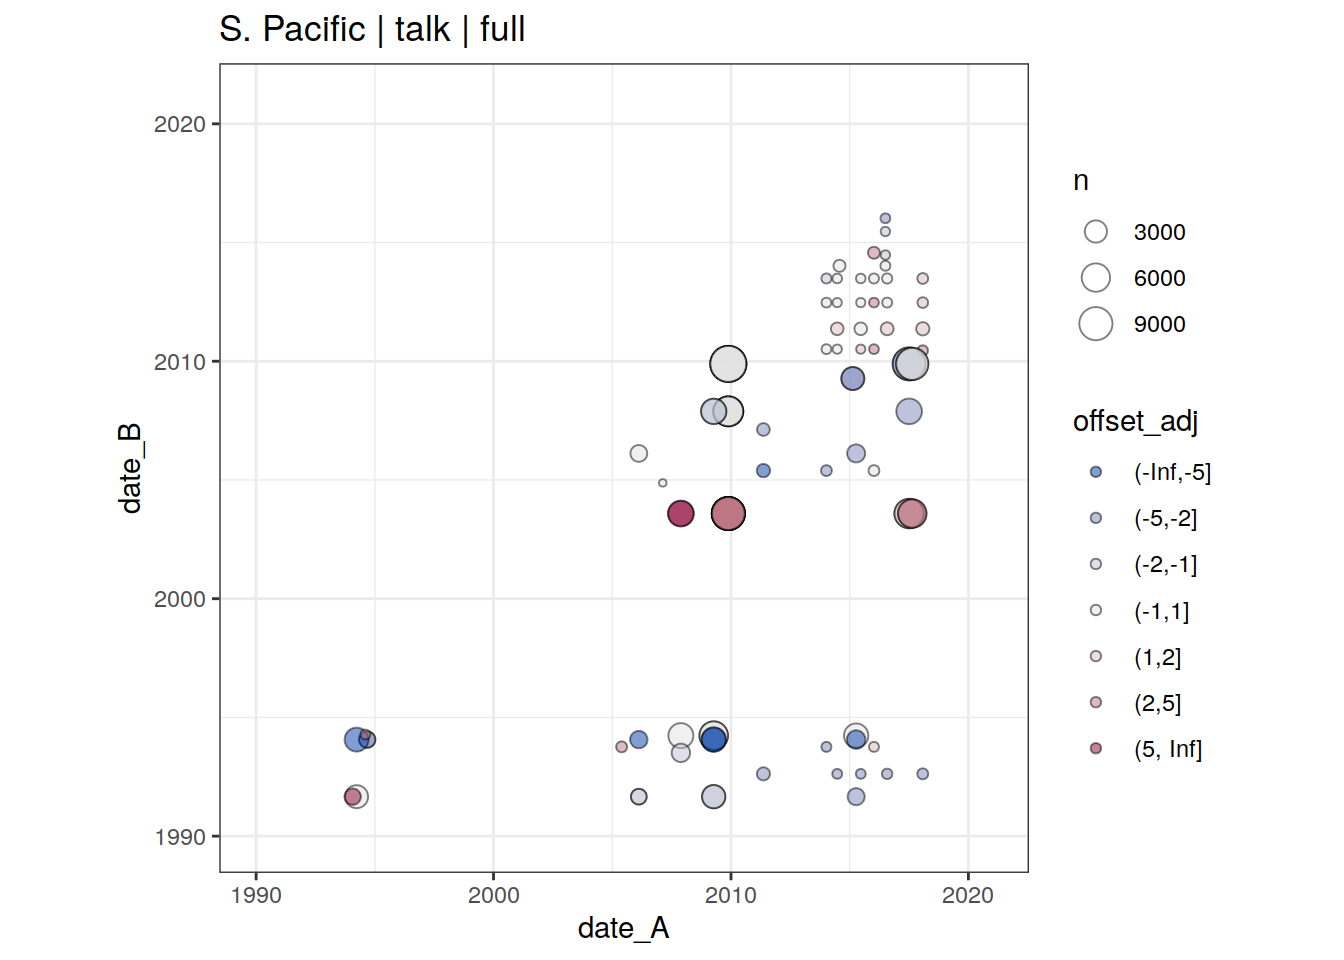 S. Pacific | talk | full
2020
2010
2000
1990
date_B
1990
2000
2010
2020
date_A
n
3000
6000
9000
offset_adj
(-Inf,-5]
(-5,-2]
(-2,-1]
(-1,1]
(1,2]
(2,5]
(5, Inf]